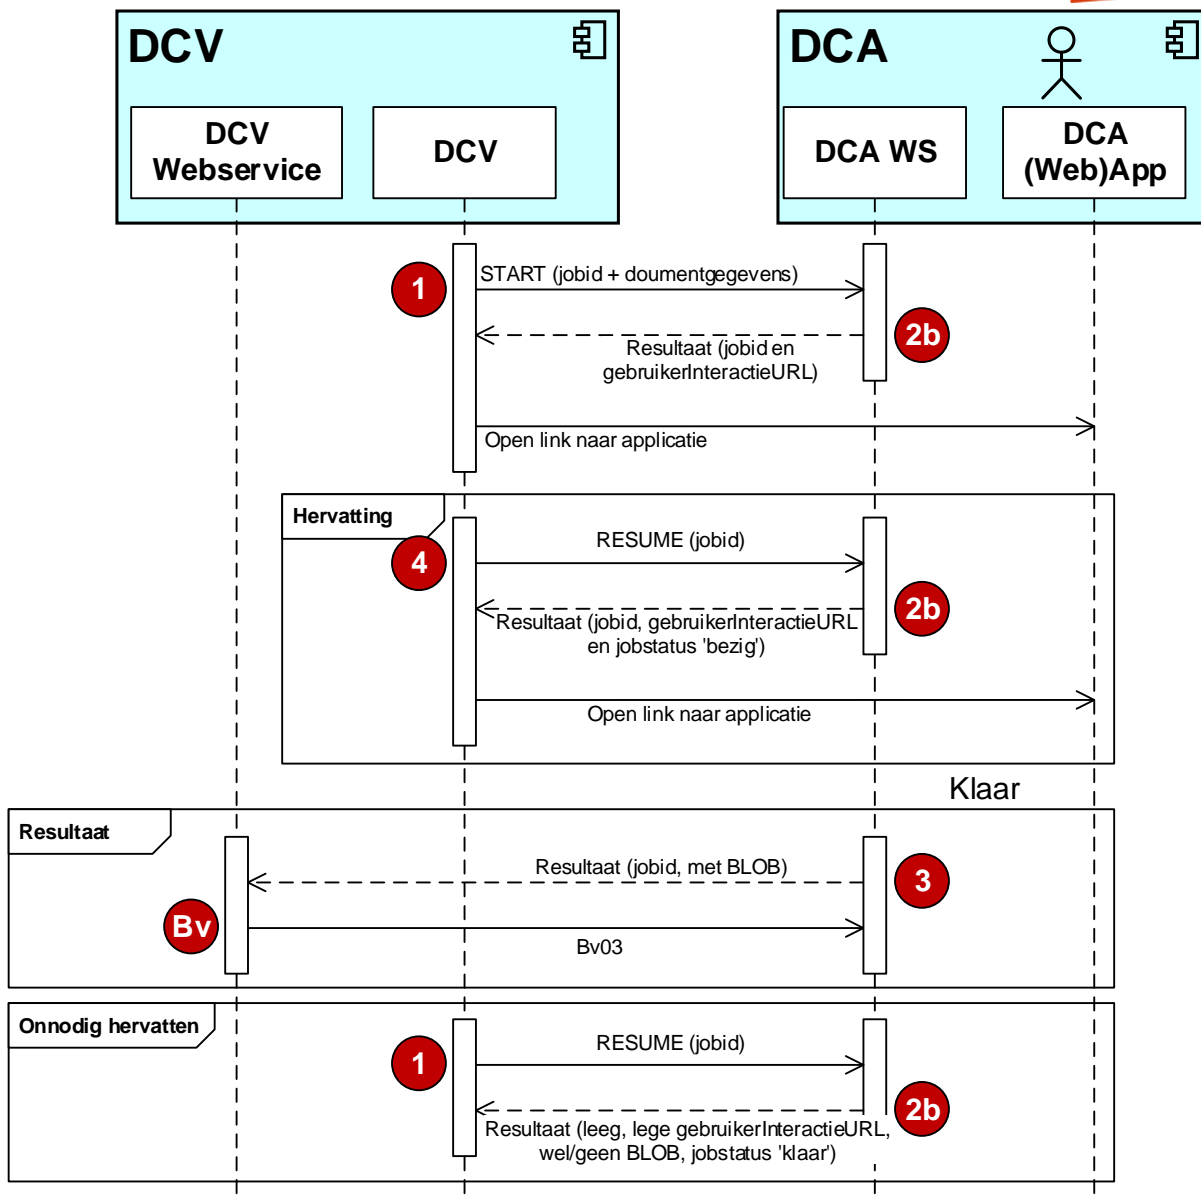 DCV
DCA
DCV
Webservice
DCV
DCA WS
DCA
(Web)App
1
START (jobid + doumentgegevens)
2b
Resultaat (jobid en
gebruikerInteractieURL)
Open link naar applicatie
Hervatting
RESUME (jobid)
4
2b
Resultaat (jobid, gebruikerInteractieURL
en jobstatus 'bezig')
Open link naar applicatie
Klaar
Resultaat
Resultaat (jobid, met BLOB)
3
Bv
Bv03
Onnodig hervatten
RESUME (jobid)
1
2b
Resultaat (leeg, lege gebruikerInteractieURL,
wel/geen BLOB, jobstatus 'klaar')